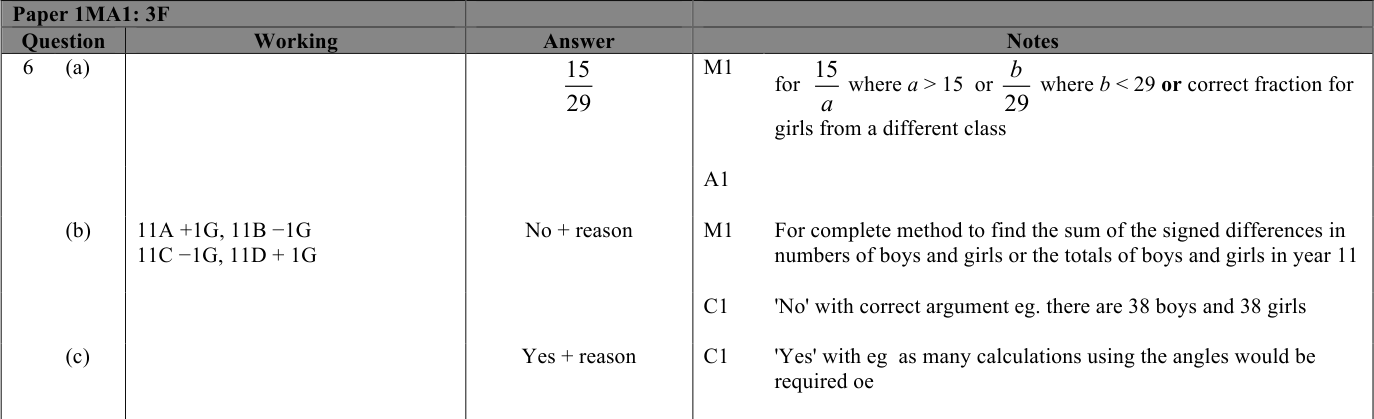 Paper 1MA1: 3F
Question Working Answer Notes
6 (a) 15/29 M1 for 15/a where a > 15 or b/29 where b < 29 or correct fraction for
girls from a different class
A1
(b) 11A +1G, 11B −1G No + reason M1 For complete method to find the sum of the signed differences in
11C −1G, 11D + 1G numbers of boys and girls or the totals of boys and girls in year 11
C1 'No' with correct argument eg. there are 38 boys and 38 girls
(c) Yes + reason C1 'Yes' with eg as many calculations using the angles would be
required oe